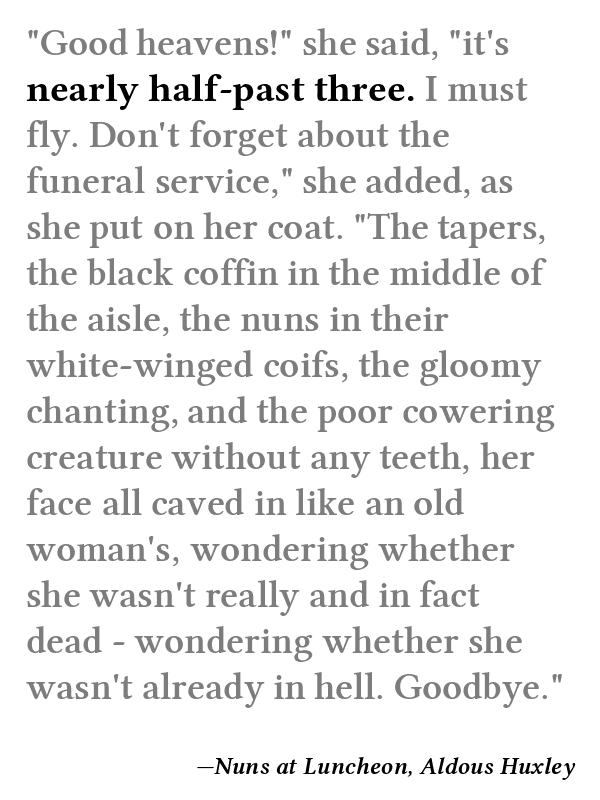 "Good heavens!" she said, "it's
nearly half-past three. I must
fly. Don't forget about the
funeral service," she added, as
she put on her coat. "The tapers,
the black coffin in the middle of
the aisle, the nuns in their
white-winged coifs, the gloomy
chanting, and the poor cowering
creature without any teeth, her
face all caved in like an old
woman's, wondering whether
she wasn't really and in fact
dead - wondering whether she
wasn't already in hell. Goodbye."
—Nuns at Luncheon, Aldous Huxley